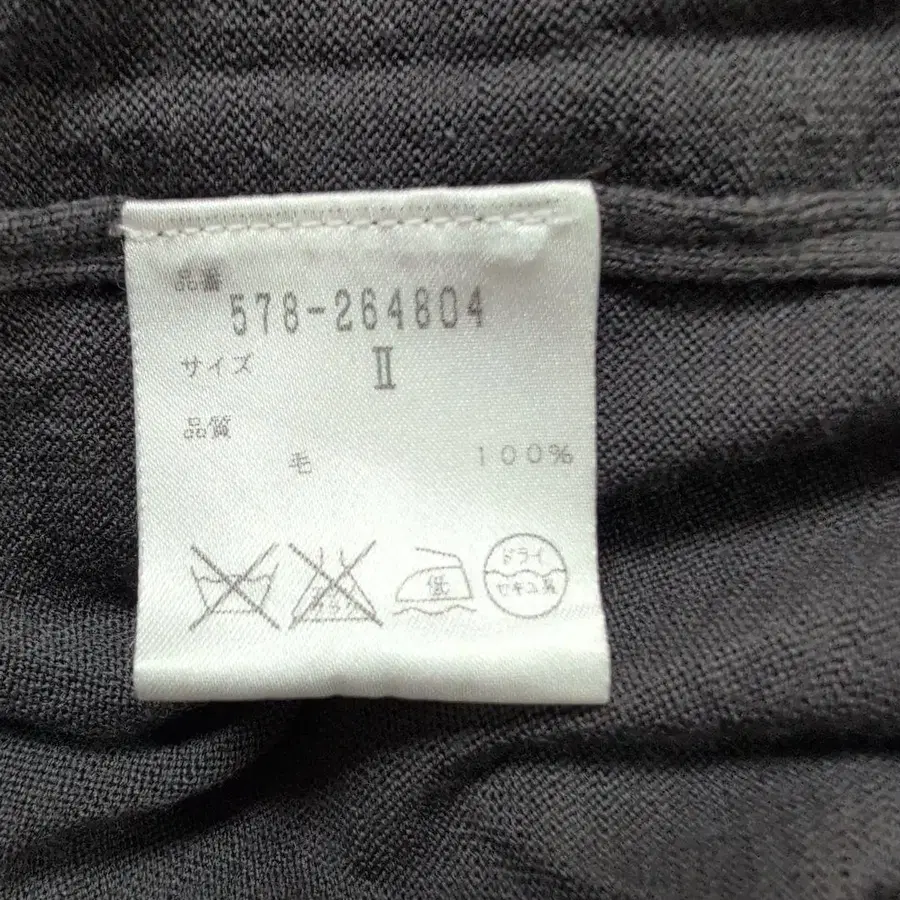 品番
578-264804
サイズ II
品質
毛 100%
低 ドライ
セキユ系